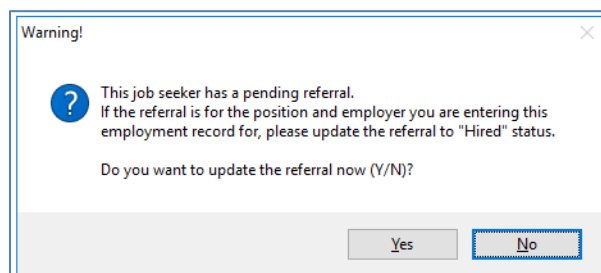 Warning!
This job seeker has a pending referral.
If the referral is for the position and employer you are entering this
employment record for, please update the referral to "Hired" status.
Do you want to update the referral now (Y/N)?
Yes
No